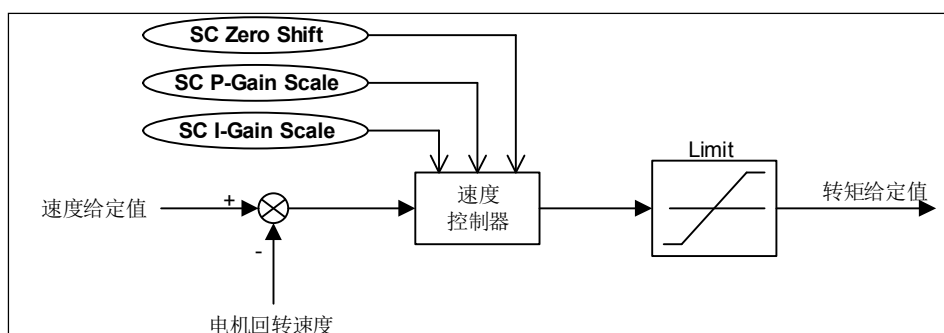 SC Zero Shift
SC P-Gain Scale
SC I-Gain Scale
Limit
速度给定值
+
-
速度
控制器
转矩给定值
电机回转速度